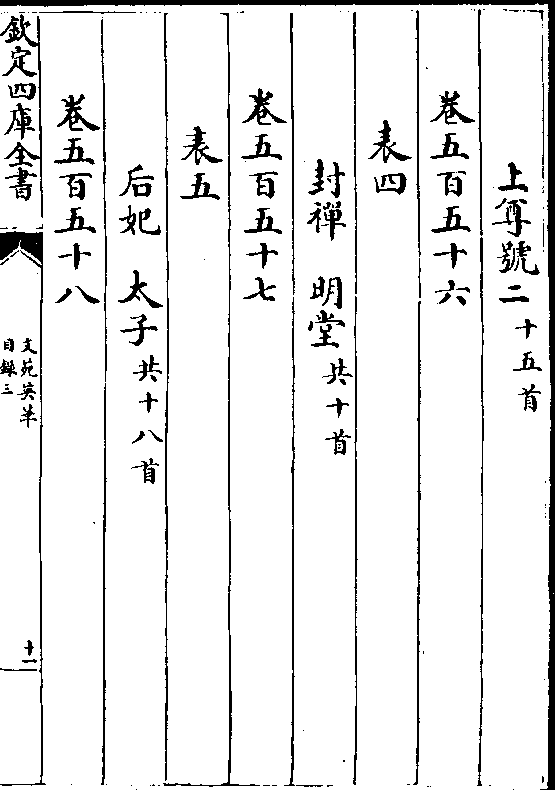 上尊號二十五首
卷五百五十六
表四
封禪 明堂共十首
卷五百五十七
表五
后妃 太子共十八首
卷五百五十八
欽定四庫全書
文苑英華
目錄三
十一